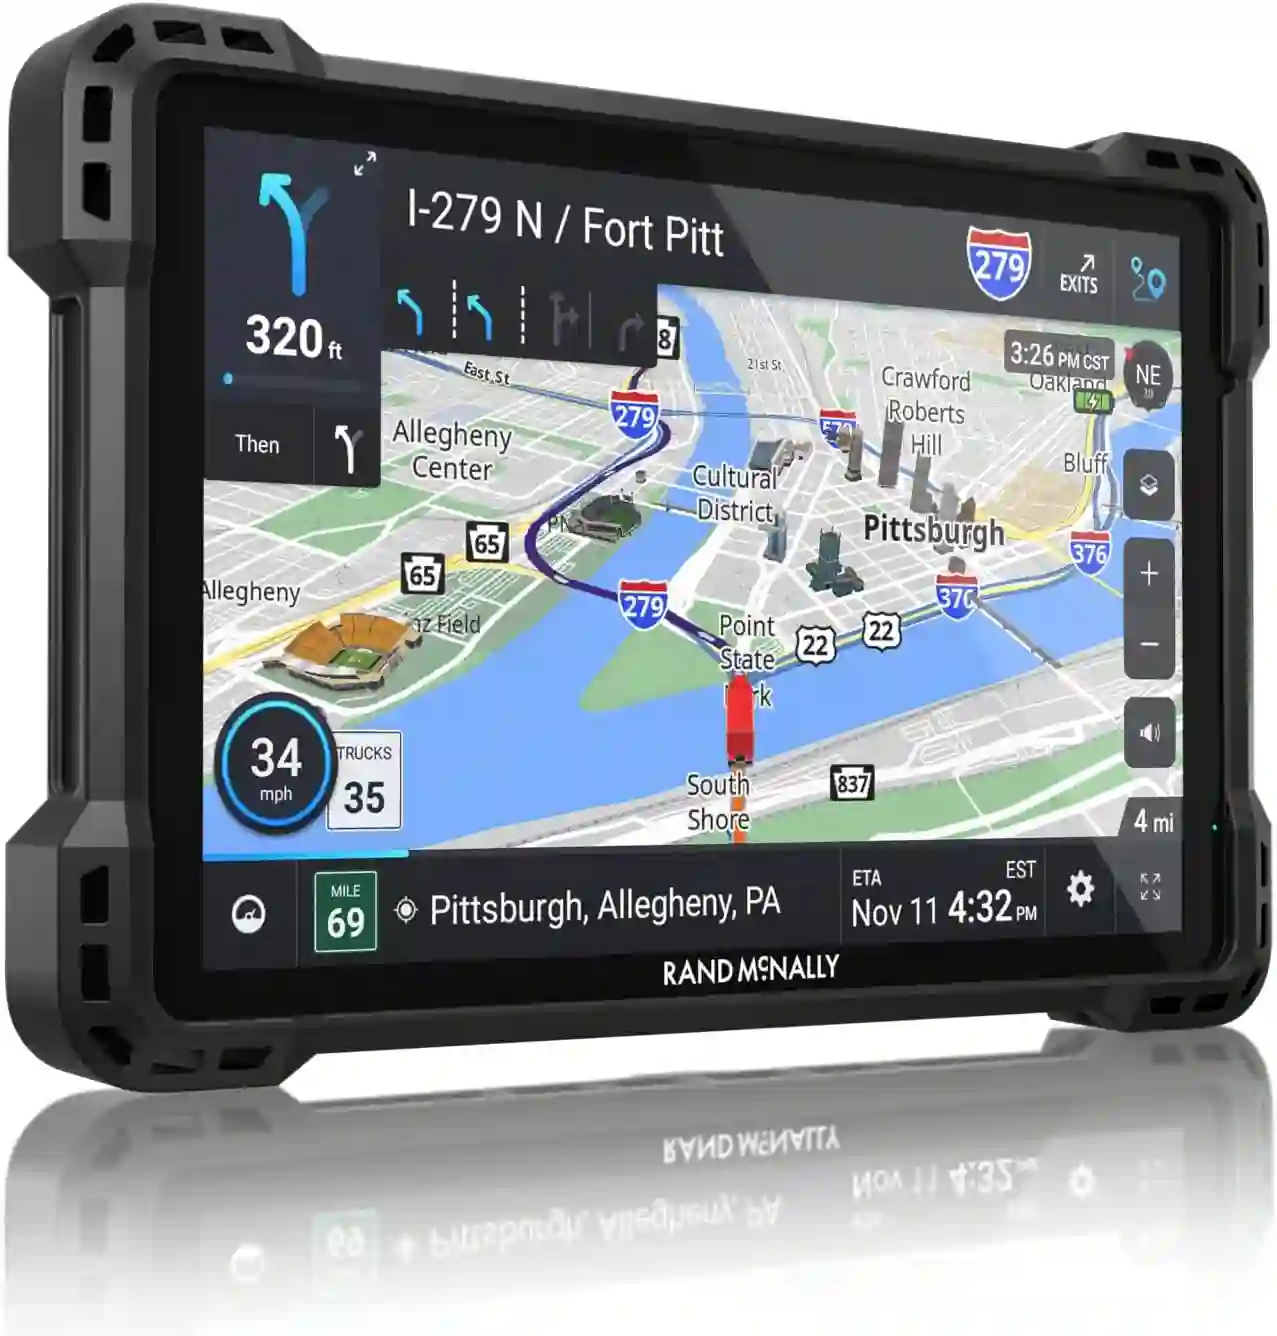 I-279 N / Fort Pitt
279
EXITS
320 ft
Then
8
East St
21st St
3:26 PM CST
NE
Oakland
Crawford
Roberts
Hill
279
Allegheny
Center
Cultural
District
Bluff
Pittsburgh
65
65
376
Allegheny
279
Field
Point
State
22
22
34
mph
TRUCKS
35
South
Shore
837
4 mi
MILE
69
Pittsburgh, Allegheny, PA
ETA
EST
Nov 11 4:32 PM
RAND MCNALLY